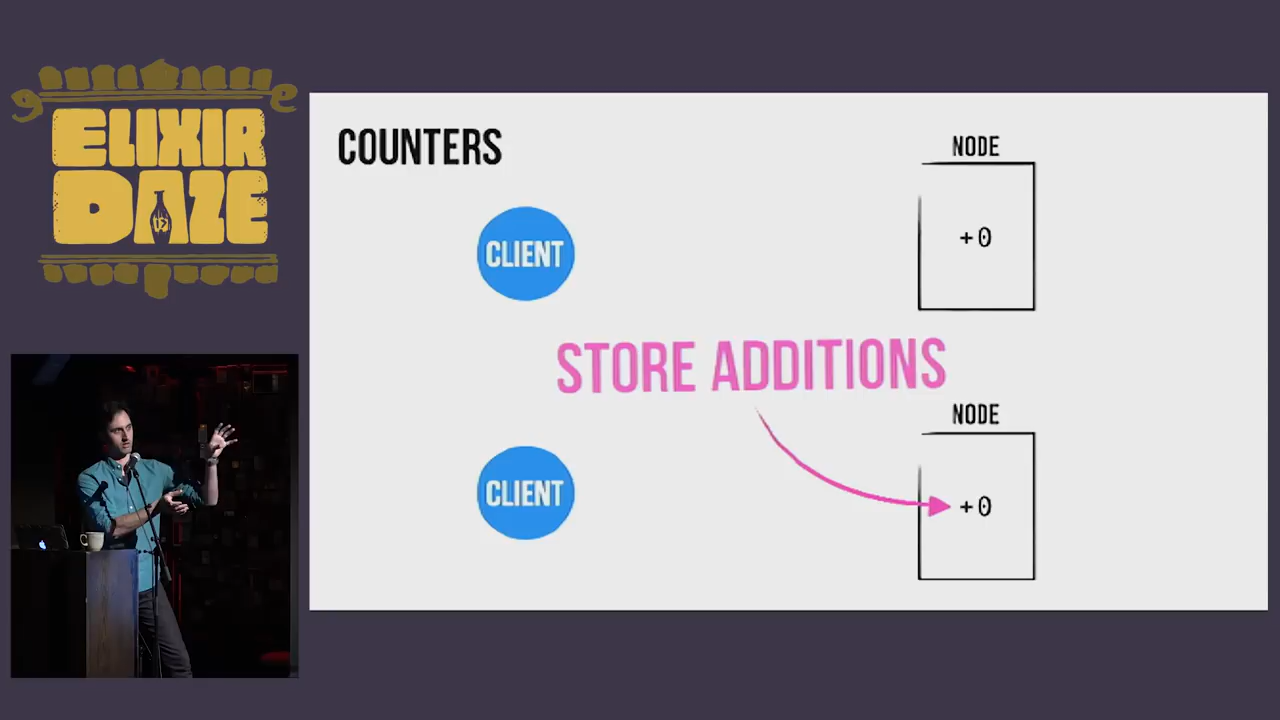 ELIXIR
DAZE
COUNTERS
NODE
+0
CLIENT
STORE ADDITIONS
NODE
+0
CLIENT